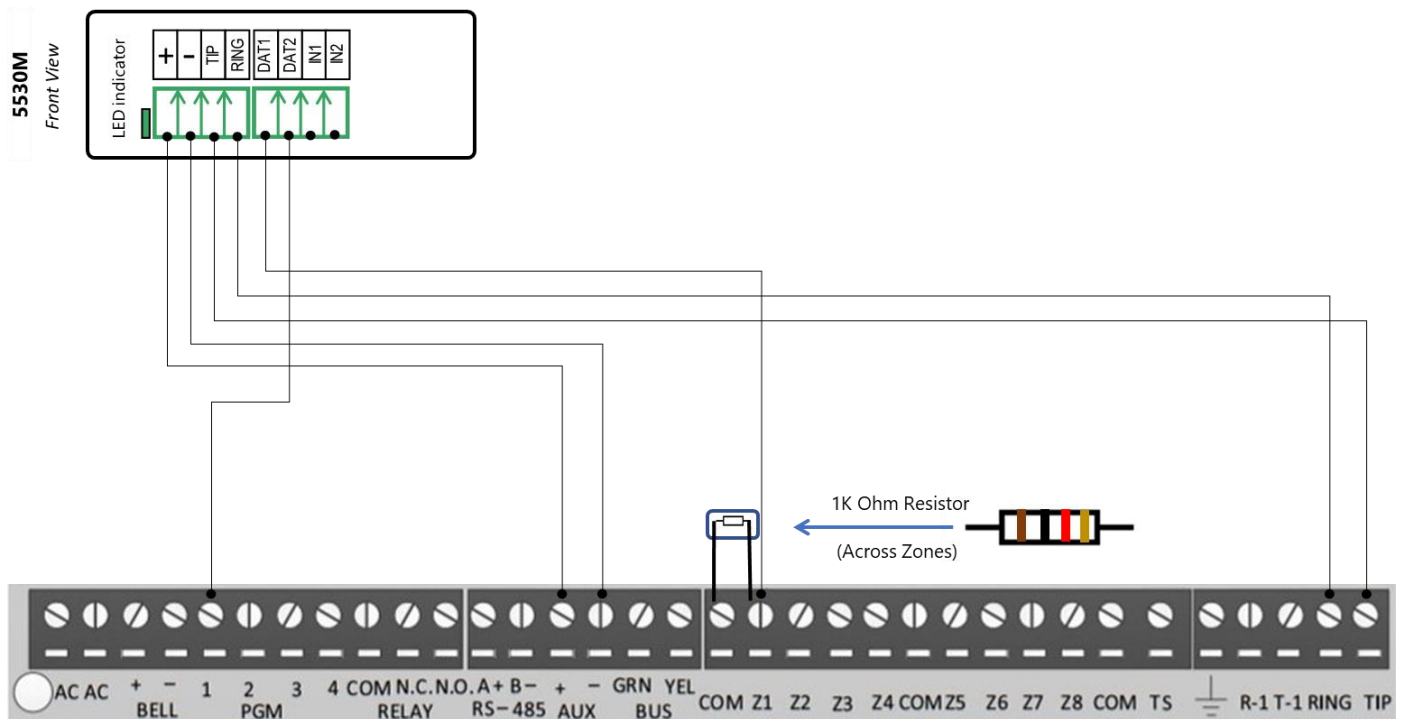 5530M
Front View
LED indicator
+ - TIP RING DAT1 DAT2 IN1 IN2
1K Ohm Resistor
(Across Zones)
AC AC + - 1 2 3 4 COM N.C. N.O. A+ B- + - GRN YEL COM Z1 Z2 Z3 Z4 COM Z5 Z6 Z7 Z8 COM TS R-1 T-1 RING TIP
BELL PGM RELAY RS-485 AUX BUS